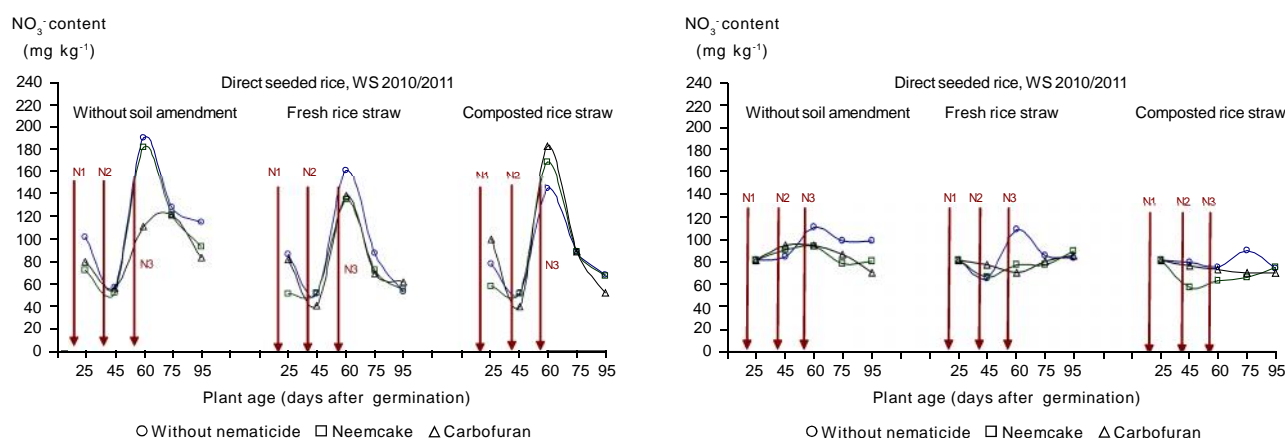 NO3- content
(mg kg-1)
Direct seeded rice, WS 2010/2011
Without soil amendment Fresh rice straw Composted rice straw
240
220
200
180
160
140
120
100
80
60
40
20
0
N1 N2 N3
N1 N2 N3
N1 N2 N3
25 45 60 75 95 25 45 60 75 95 25 45 60 75 95
Plant age (days after germination)
Without nematicide Neemcake Carbofuran
NO3- content
(mg kg-1)
Direct seeded rice, WS 2010/2011
Without soil amendment Fresh rice straw Composted rice straw
240
220
200
180
160
140
120
100
80
60
40
20
0
N1 N2 N3
N1 N2 N3
N1 N2 N3
25 45 60 75 95 25 45 60 75 95 25 45 60 75 95
Plant age (days after germination)
Without nematicide Neemcake Carbofuran